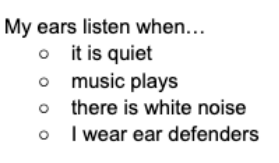 My ears listen when…
○ it is quiet
○ music plays
○ there is white noise
○ I wear ear defenders